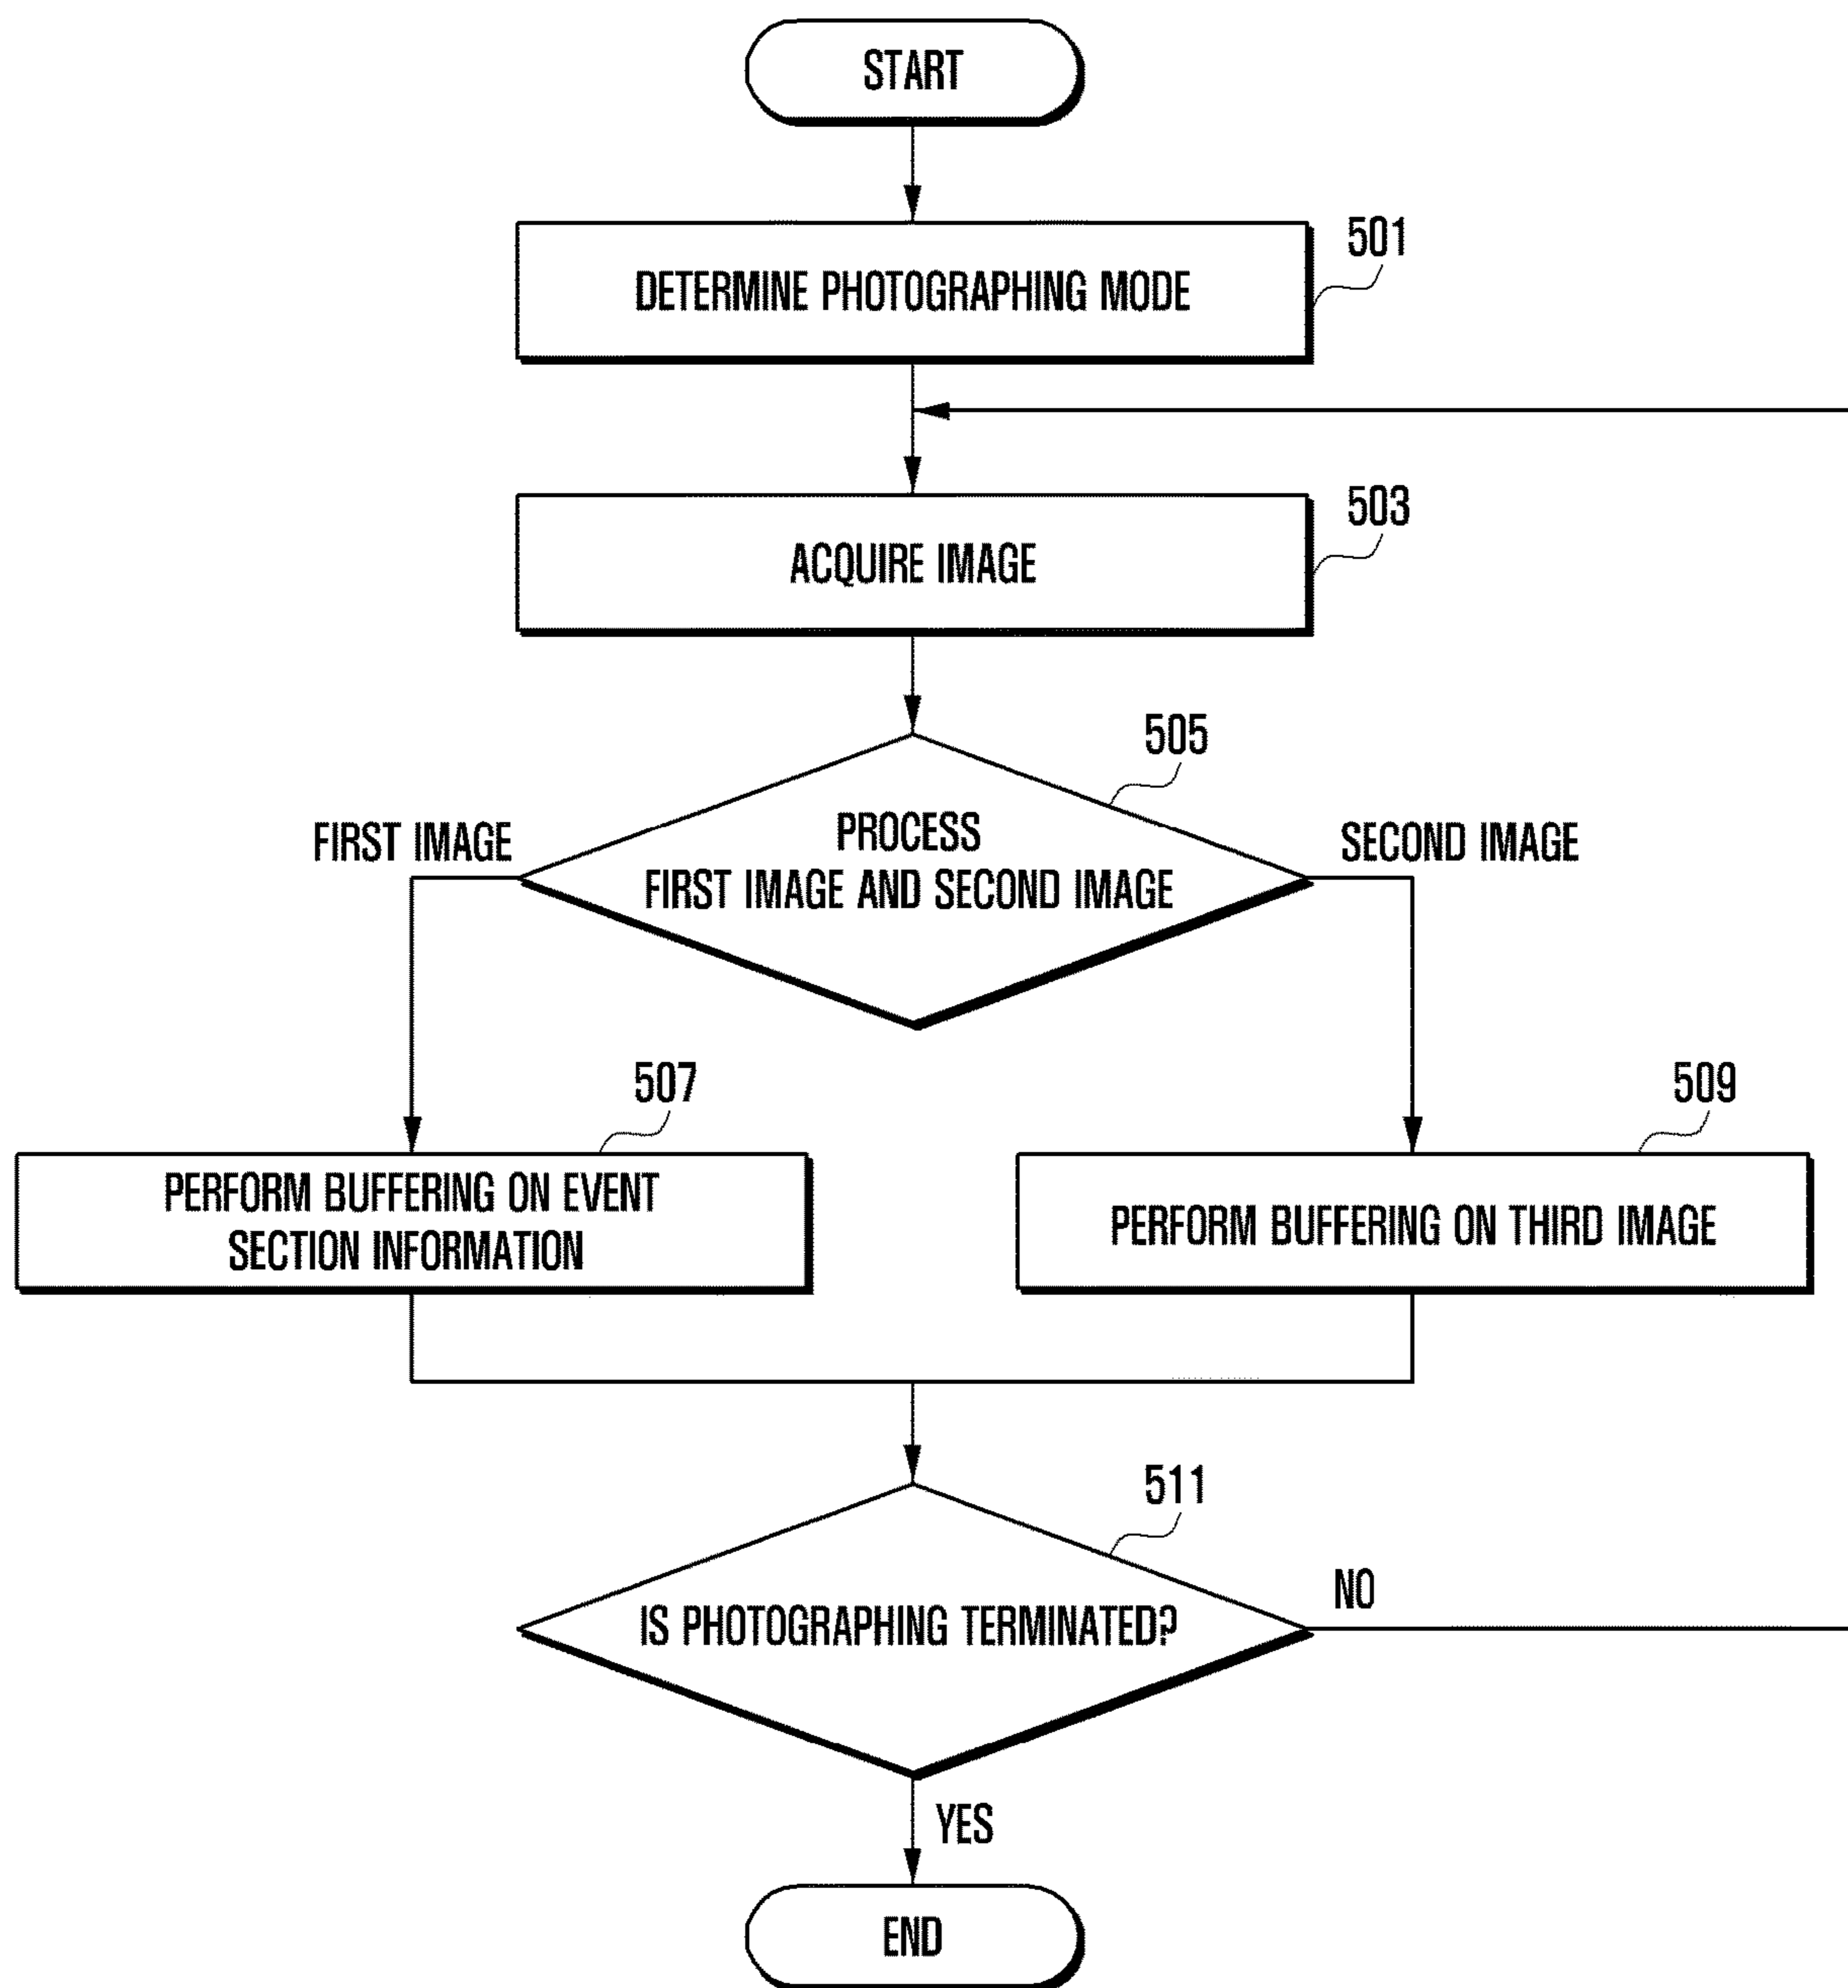 START
501
DETERMINE PHOTOGRAPHING MODE
503
ACQUIRE IMAGE
505
PROCESS
FIRST IMAGE AND SECOND IMAGE
FIRST IMAGE
SECOND IMAGE
507
PERFORM BUFFERING ON EVENT
SECTION INFORMATION
509
PERFORM BUFFERING ON THIRD IMAGE
511
IS PHOTOGRAPHING TERMINATED?
NO
YES
END